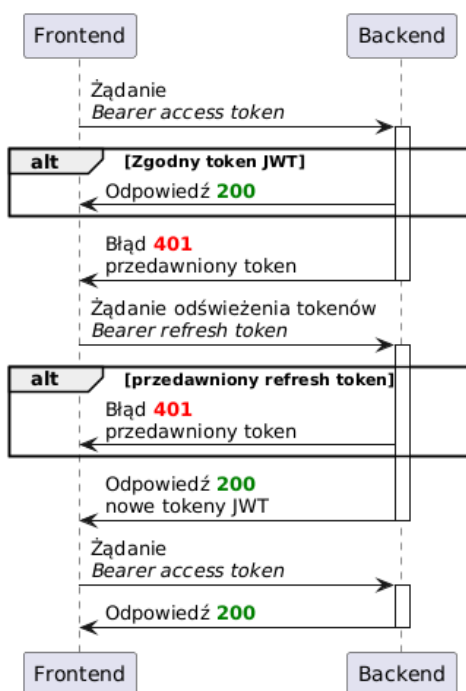 Frontend Backend
Żądanie
Bearer access token
alt [Zgodny token JWT]
Odpowiedź 200
Błąd 401
przedawniony token
Żądanie odświeżenia tokenów
Bearer refresh token
alt [przedawniony refresh token]
Błąd 401
przedawniony token
Odpowiedź 200
nowe tokeny JWT
Żądanie
Bearer access token
Odpowiedź 200
Frontend Backend